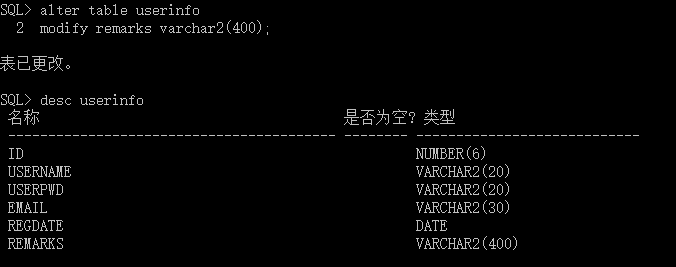 SQL> alter table userinfo
2 modify remarks varchar2(400);
表已更改。
SQL> desc userinfo
名称 是否为空? 类型
----------------------------------------- -------- ----------------------------
ID NUMBER(6)
USERNAME VARCHAR2(20)
USERPWD VARCHAR2(20)
EMAIL VARCHAR2(30)
REGDATE DATE
REMARKS VARCHAR2(400)